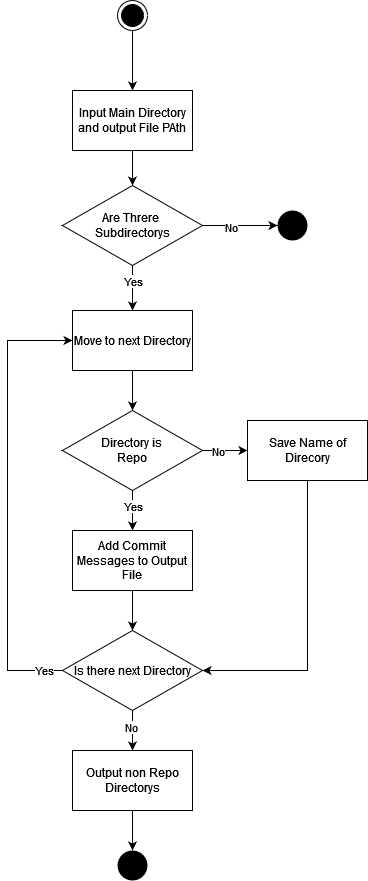 Input Main Directory
and output File PAth
Are Threre
Subdirectorys
No
Yes
Move to next Directory
Directory is
Repo
No
Save Name of
Direcory
Yes
Add Commit
Messages to Output
File
Is there next Directory
Yes
No
Output non Repo
Directorys